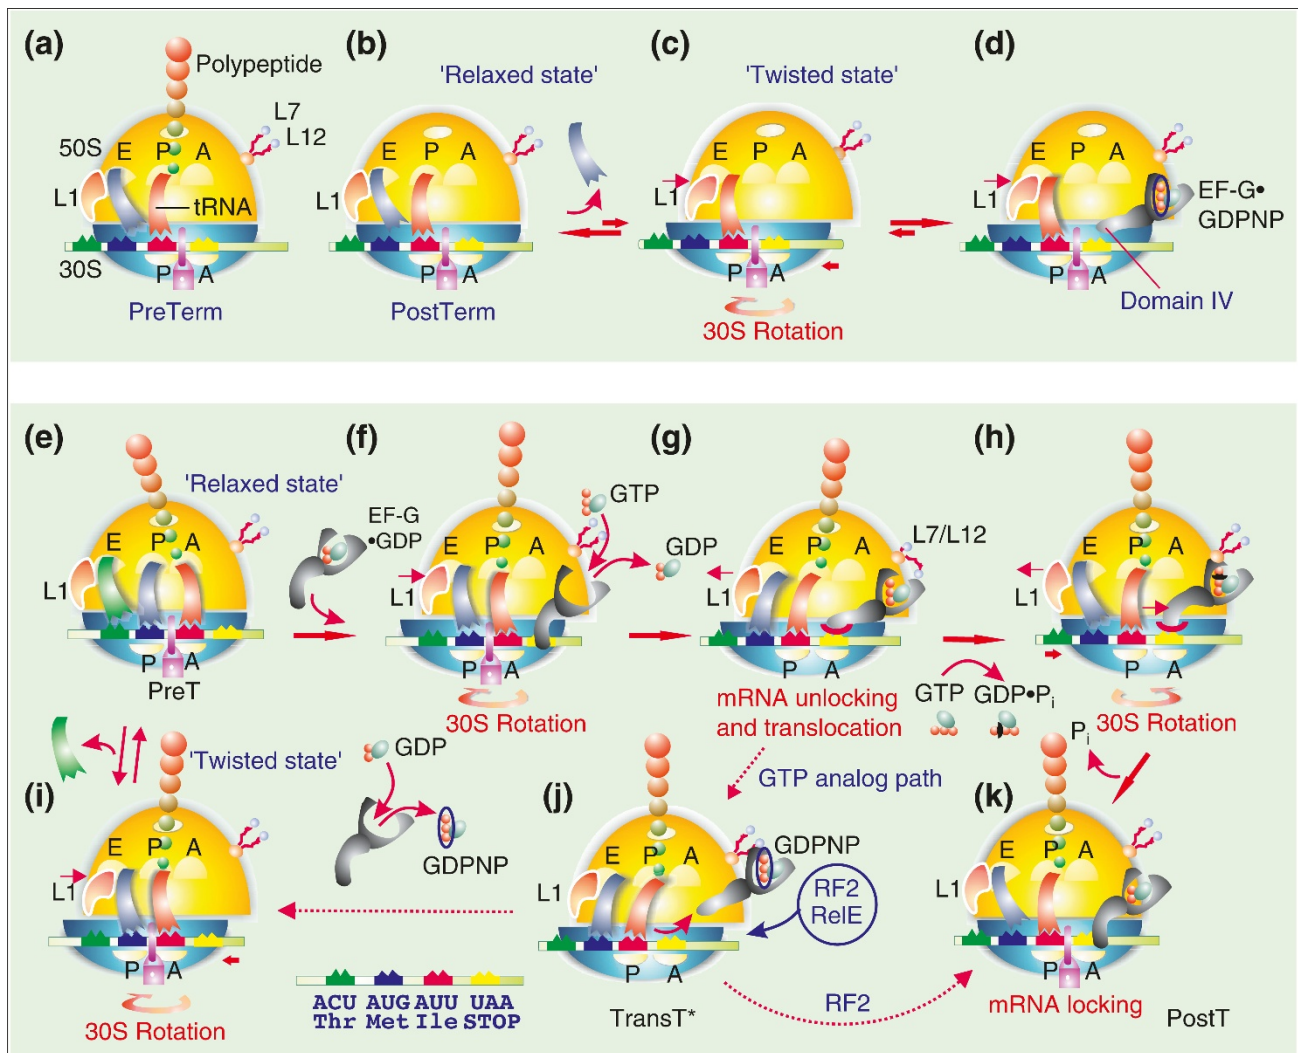 (a)
Polypeptide
L7
L12
50S
E P A
L1
tRNA
30S
P A
PreTerm
(b)
'Relaxed state'
E P A
L1
P A
PostTerm
(c)
'Twisted state'
E P A
L1
P A
30S Rotation
(d)
E P A
L1
EF-G•
GDPNP
P A
Domain IV
(e)
'Relaxed state'
E P A
L1
P A
PreT
EF-G
•GDP
(f)
GTP
E P A
GDP
L1
P A
30S Rotation
(g)
L7/L12
E P A
L1
P A
mRNA unlocking
and translocation
GTP GDP•Pi
(h)
E P A
L1
P A
30S Rotation
Pi
(i)
'Twisted state'
E P A
L1
P A
30S Rotation
GDP
GDPNP
ACU AUG AUU UAA
Thr Met Ile STOP
GTP analog path
(j)
E P A
GDPNP
L1
RF2
RelE
P A
TransT*
RF2
(k)
E P A
L1
P A
mRNA locking
PostT